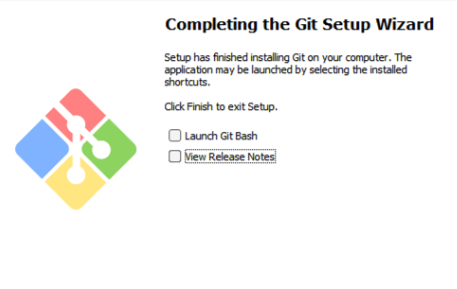 Completing the Git Setup Wizard
Setup has finished installing Git on your computer. The
application may be launched by selecting the installed
shortcuts.
Click Finish to exit Setup.
Launch Git Bash
View Release Notes